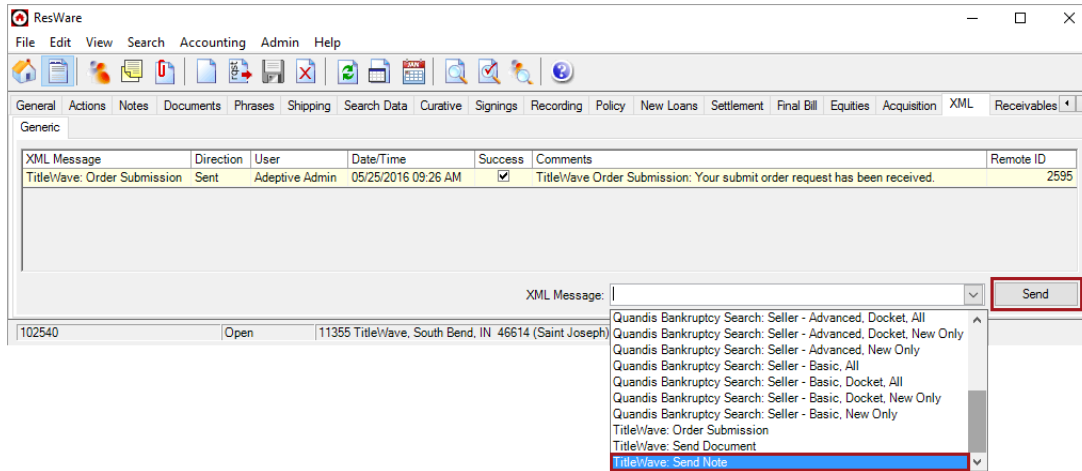 ResWare
File Edit View Search Accounting Admin Help
General Actions Notes Documents Phrases Shipping Search Data Curative Signings Recording Policy New Loans Settlement Final Bill Equities Acquisition XML Receivables
Generic
XML Message Direction User Date/Time Success Comments Remote ID
TitleWave: Order Submission Sent Adeptive Admin 05/25/2016 09:26 AM TitleWave Order Submission: Your submit order request has been received. 2595
XML Message: Send
102540 Open 11355 TitleWave, South Bend, IN 46614 (Saint Joseph)
Quandis Bankruptcy Search: Seller - Advanced, Docket, All
Quandis Bankruptcy Search: Seller - Advanced, Docket, New Only
Quandis Bankruptcy Search: Seller - Advanced, New Only
Quandis Bankruptcy Search: Seller - Basic, All
Quandis Bankruptcy Search: Seller - Basic, Docket, All
Quandis Bankruptcy Search: Seller - Basic, Docket, New Only
Quandis Bankruptcy Search: Seller - Basic, New Only
TitleWave: Order Submission
TitleWave: Send Document
TitleWave: Send Note